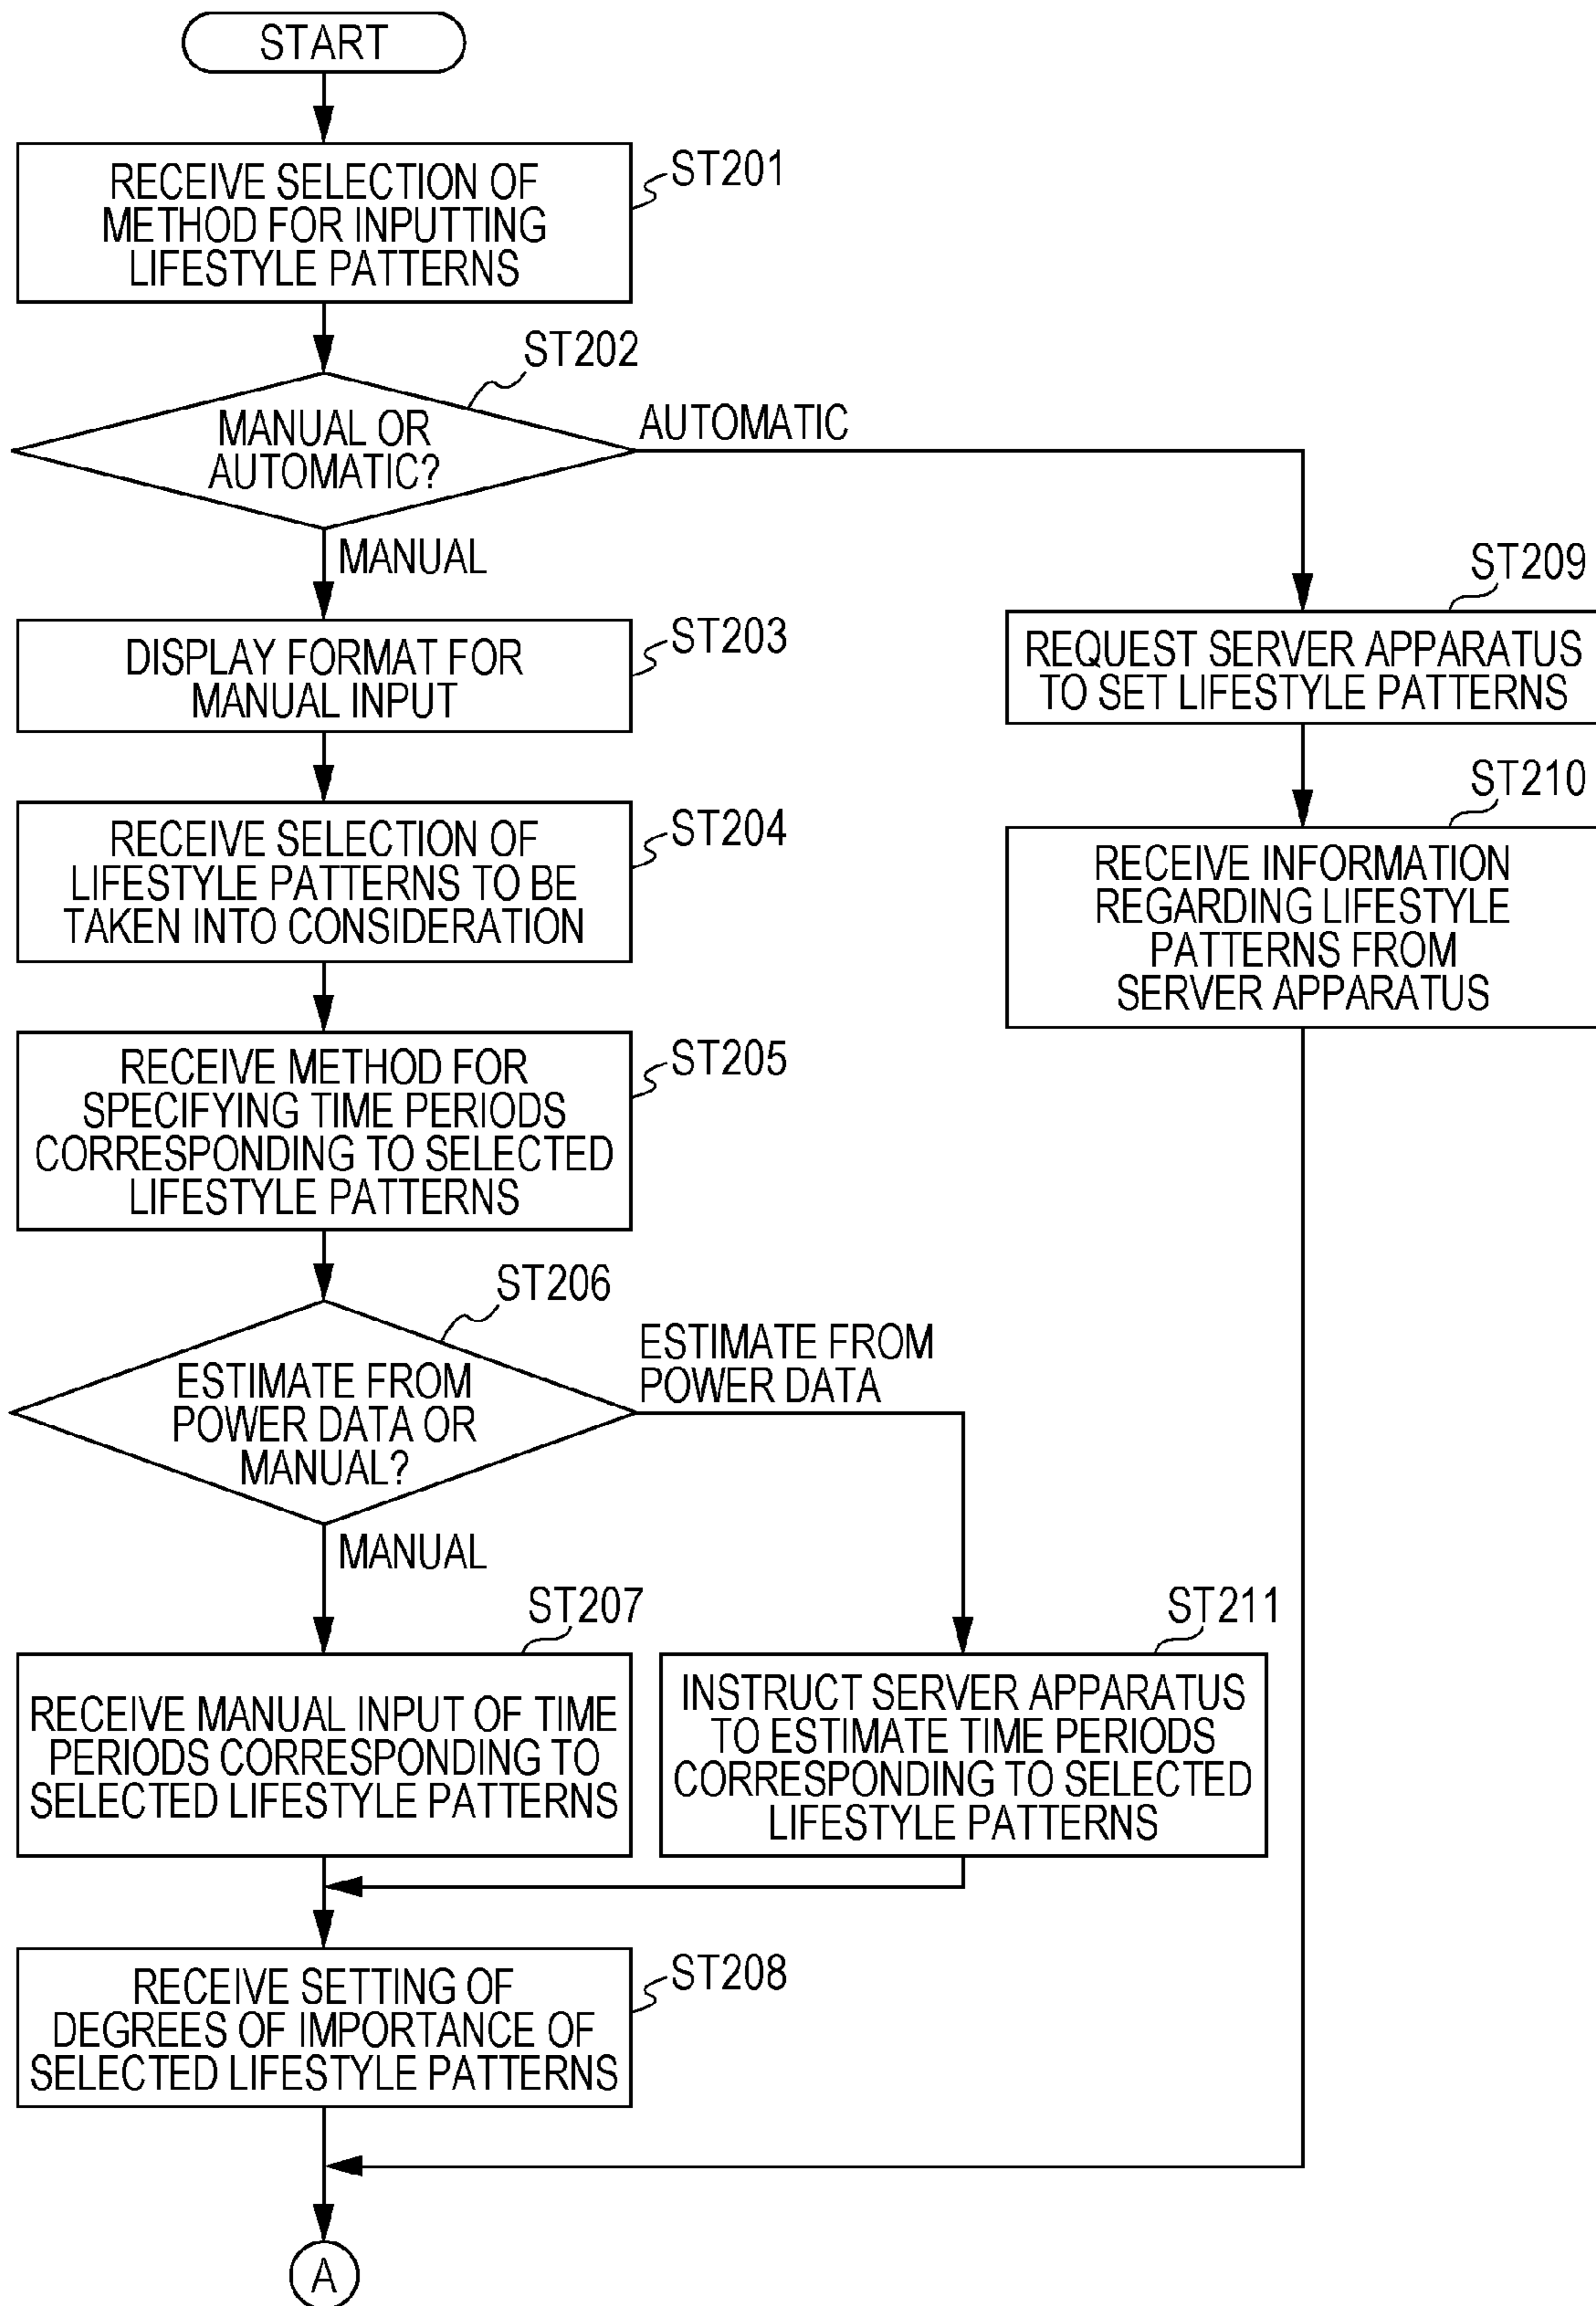 START
RECEIVE SELECTION OF
METHOD FOR INPUTTING
LIFESTYLE PATTERNS
ST201
ST202
MANUAL OR
AUTOMATIC?
AUTOMATIC
MANUAL
ST203
DISPLAY FORMAT FOR
MANUAL INPUT
ST209
REQUEST SERVER APPARATUS
TO SET LIFESTYLE PATTERNS
ST204
RECEIVE SELECTION OF
LIFESTYLE PATTERNS TO BE
TAKEN INTO CONSIDERATION
ST210
RECEIVE INFORMATION
REGARDING LIFESTYLE
PATTERNS FROM
SERVER APPARATUS
ST205
RECEIVE METHOD FOR
SPECIFYING TIME PERIODS
CORRESPONDING TO SELECTED
LIFESTYLE PATTERNS
ST206
ESTIMATE FROM
POWER DATA OR
MANUAL?
ESTIMATE FROM
POWER DATA
MANUAL
ST207
RECEIVE MANUAL INPUT OF TIME
PERIODS CORRESPONDING TO
SELECTED LIFESTYLE PATTERNS
ST211
INSTRUCT SERVER APPARATUS
TO ESTIMATE TIME PERIODS
CORRESPONDING TO SELECTED
LIFESTYLE PATTERNS
ST208
RECEIVE SETTING OF
DEGREES OF IMPORTANCE OF
SELECTED LIFESTYLE PATTERNS
A